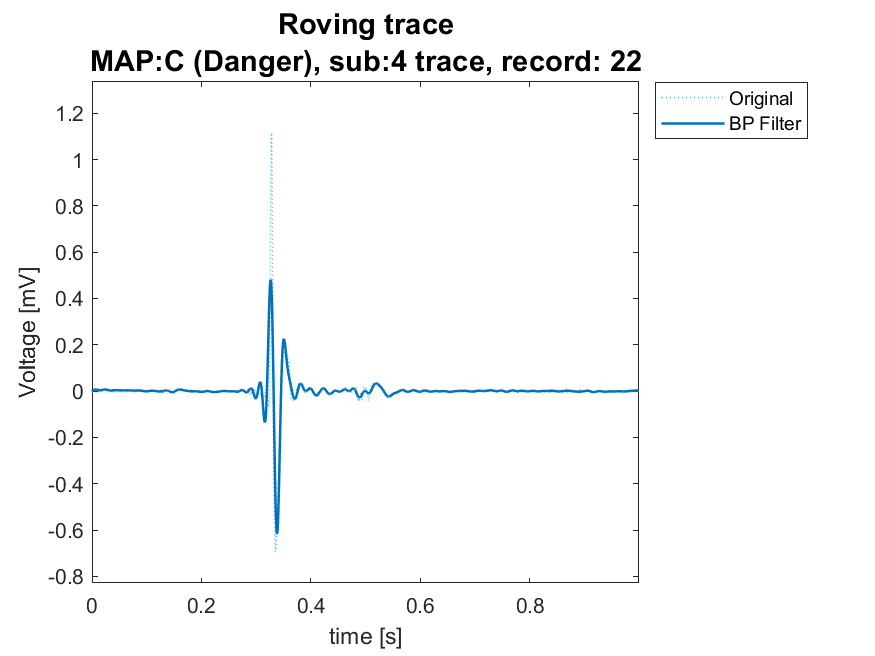 Roving trace
MAP:C (Danger), sub:4 trace, record: 22
Original
BP Filter
1.2
1
0.8
0.6
0.4
0.2
0
-0.2
-0.4
-0.6
-0.8
Voltage [mV]
0
0.2
0.4
0.6
0.8
time [s]